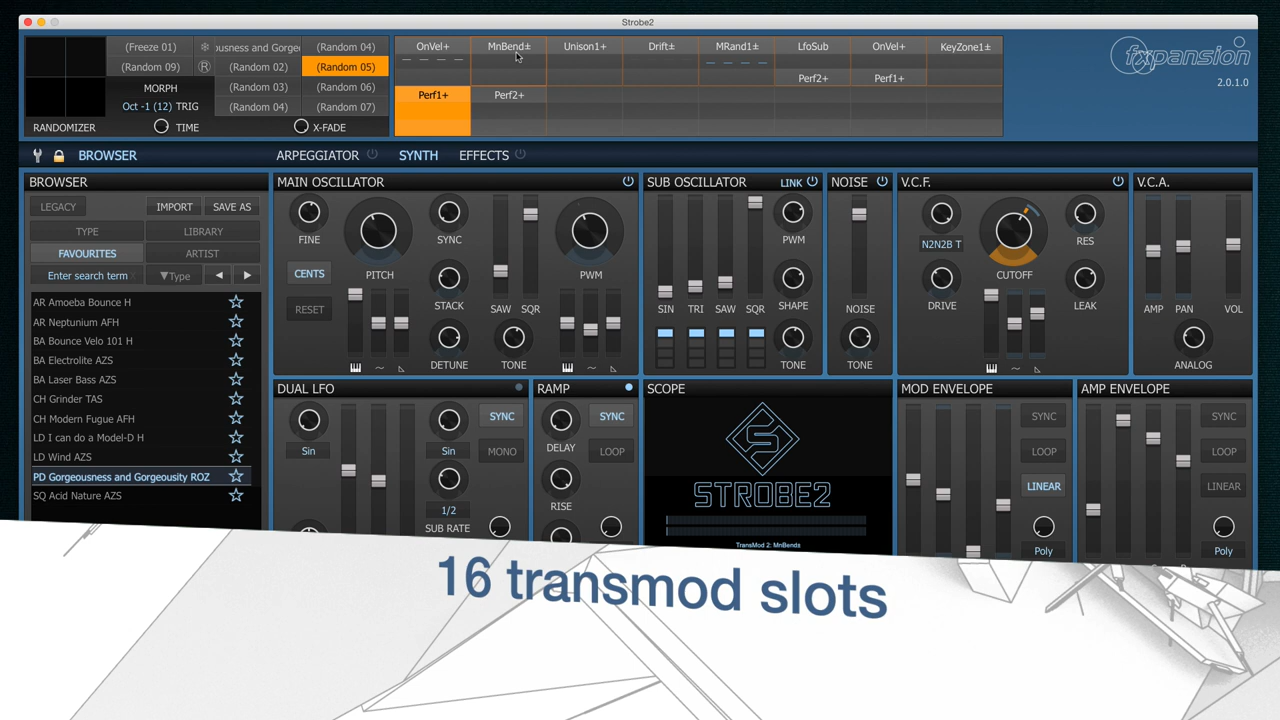 Strobe2
(Freeze 01)
(Random 09)
MORPH
Oct -1 (12) TRIG
RANDOMIZER
TIME
X-FADE
ousness and Gorge
(Random 02)
(Random 03)
(Random 04)
(Random 04)
(Random 05)
(Random 06)
(Random 07)
R
OnVel+ MnBend± Unison1+ Drift± MRand1± LfoSub OnVel+ KeyZone1±
Perf2+ Perf1+
Perf1+ Perf2+
fxpansion
2.0.1.0
BROWSER
ARPEGGIATOR
SYNTH
EFFECTS
BROWSER
LEGACY IMPORT SAVE AS
TYPE LIBRARY
FAVOURITES ARTIST
Enter search term ▼Type ◀ ▶
AR Amoeba Bounce H
AR Neptunium AFH
BA Bounce Velo 101 H
BA Electrolite AZS
BA Laser Bass AZS
CH Grinder TAS
CH Modern Fugue AFH
LD I can do a Model-D H
LD Wind AZS
PD Gorgeousness and Gorgeousity ROZ
SQ Acid Nature AZS
MAIN OSCILLATOR
FINE
PITCH
SYNC
CENTS
RESET
STACK
DETUNE
SAW SQR
TONE
PWM
SUB OSCILLATOR LINK
PWM
SHAPE
SIN TRI SAW SQR
TONE
NOISE
NOISE
TONE
V.C.F.
N2N2B T
CUTOFF
RES
DRIVE
LEAK
V.C.A.
AMP PAN VOL
ANALOG
DUAL LFO
Sin
Sin
SYNC
MONO
1/2
SUB RATE
RAMP
DELAY
SYNC
LOOP
RISE
SCOPE
S
STROBE2
TransMod 2: MnBends
MOD ENVELOPE
SYNC
LOOP
LINEAR
Poly
AMP ENVELOPE
SYNC
LOOP
LINEAR
Poly
16 transmod slots